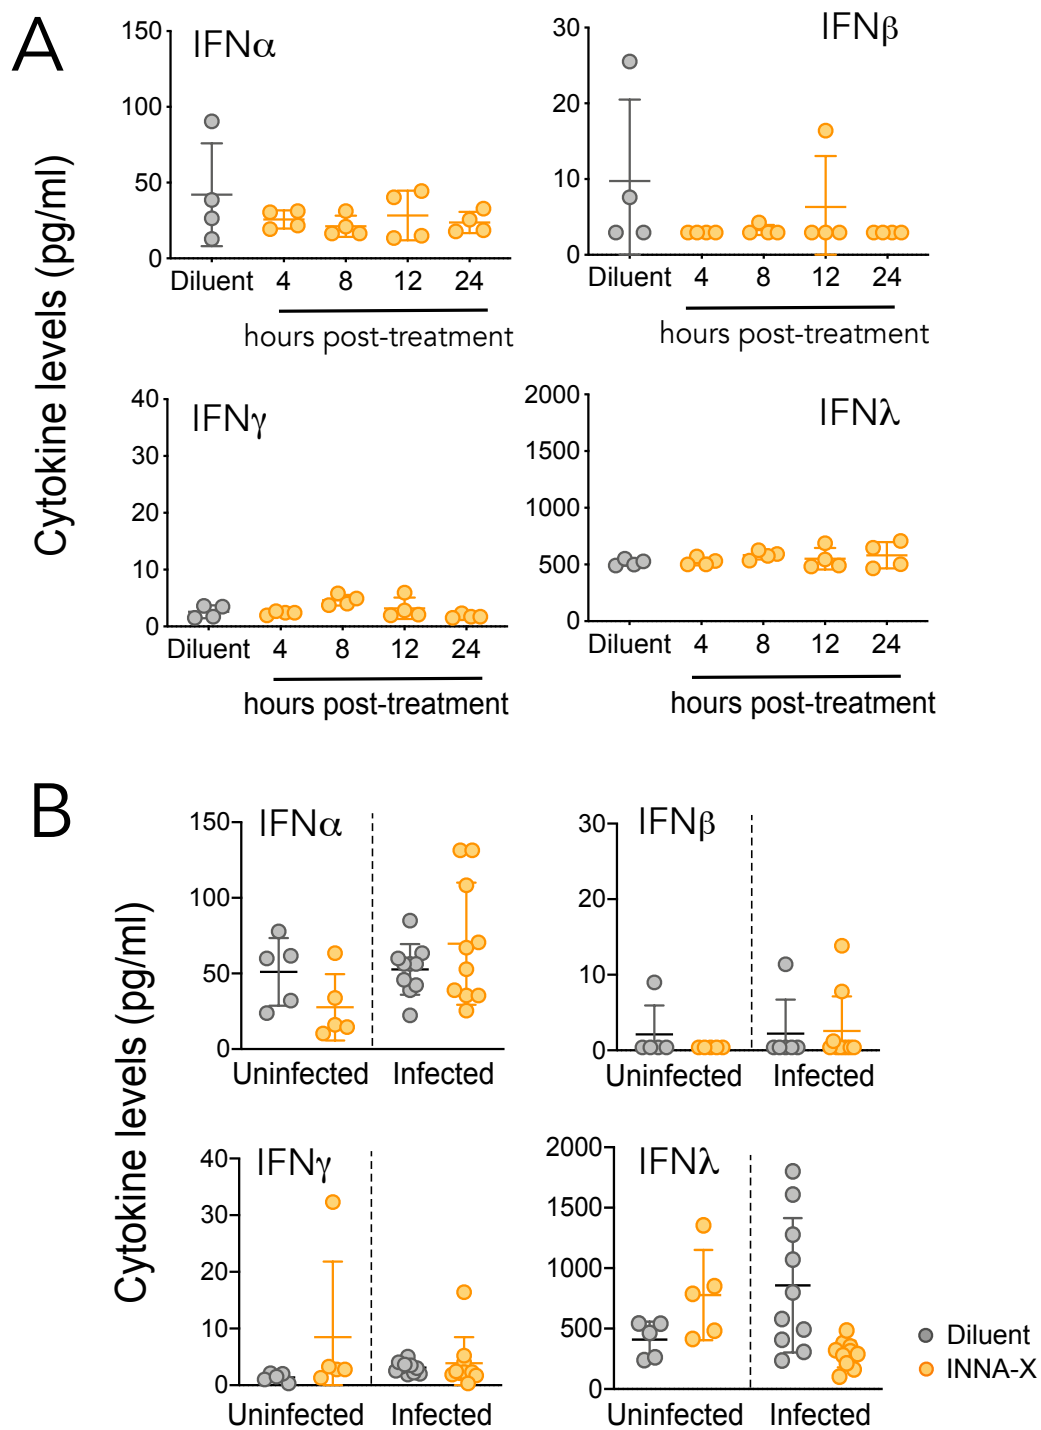 A
Cytokine levels (pg/ml)
IFNα
150
100
50
0
Diluent 4 8 12 24
hours post-treatment
IFNβ
30
20
10
0
Diluent 4 8 12 24
hours post-treatment
IFNγ
40
30
20
10
0
Diluent 4 8 12 24
hours post-treatment
IFNλ
2000
1500
1000
500
0
Diluent 4 8 12 24
hours post-treatment
B
Cytokine levels (pg/ml)
IFNα
150
100
50
0
Uninfected Infected
IFNβ
30
20
10
0
Uninfected Infected
IFNγ
40
30
20
10
0
Uninfected Infected
IFNλ
2000
1500
1000
500
0
Uninfected Infected
Diluent
INNA-X